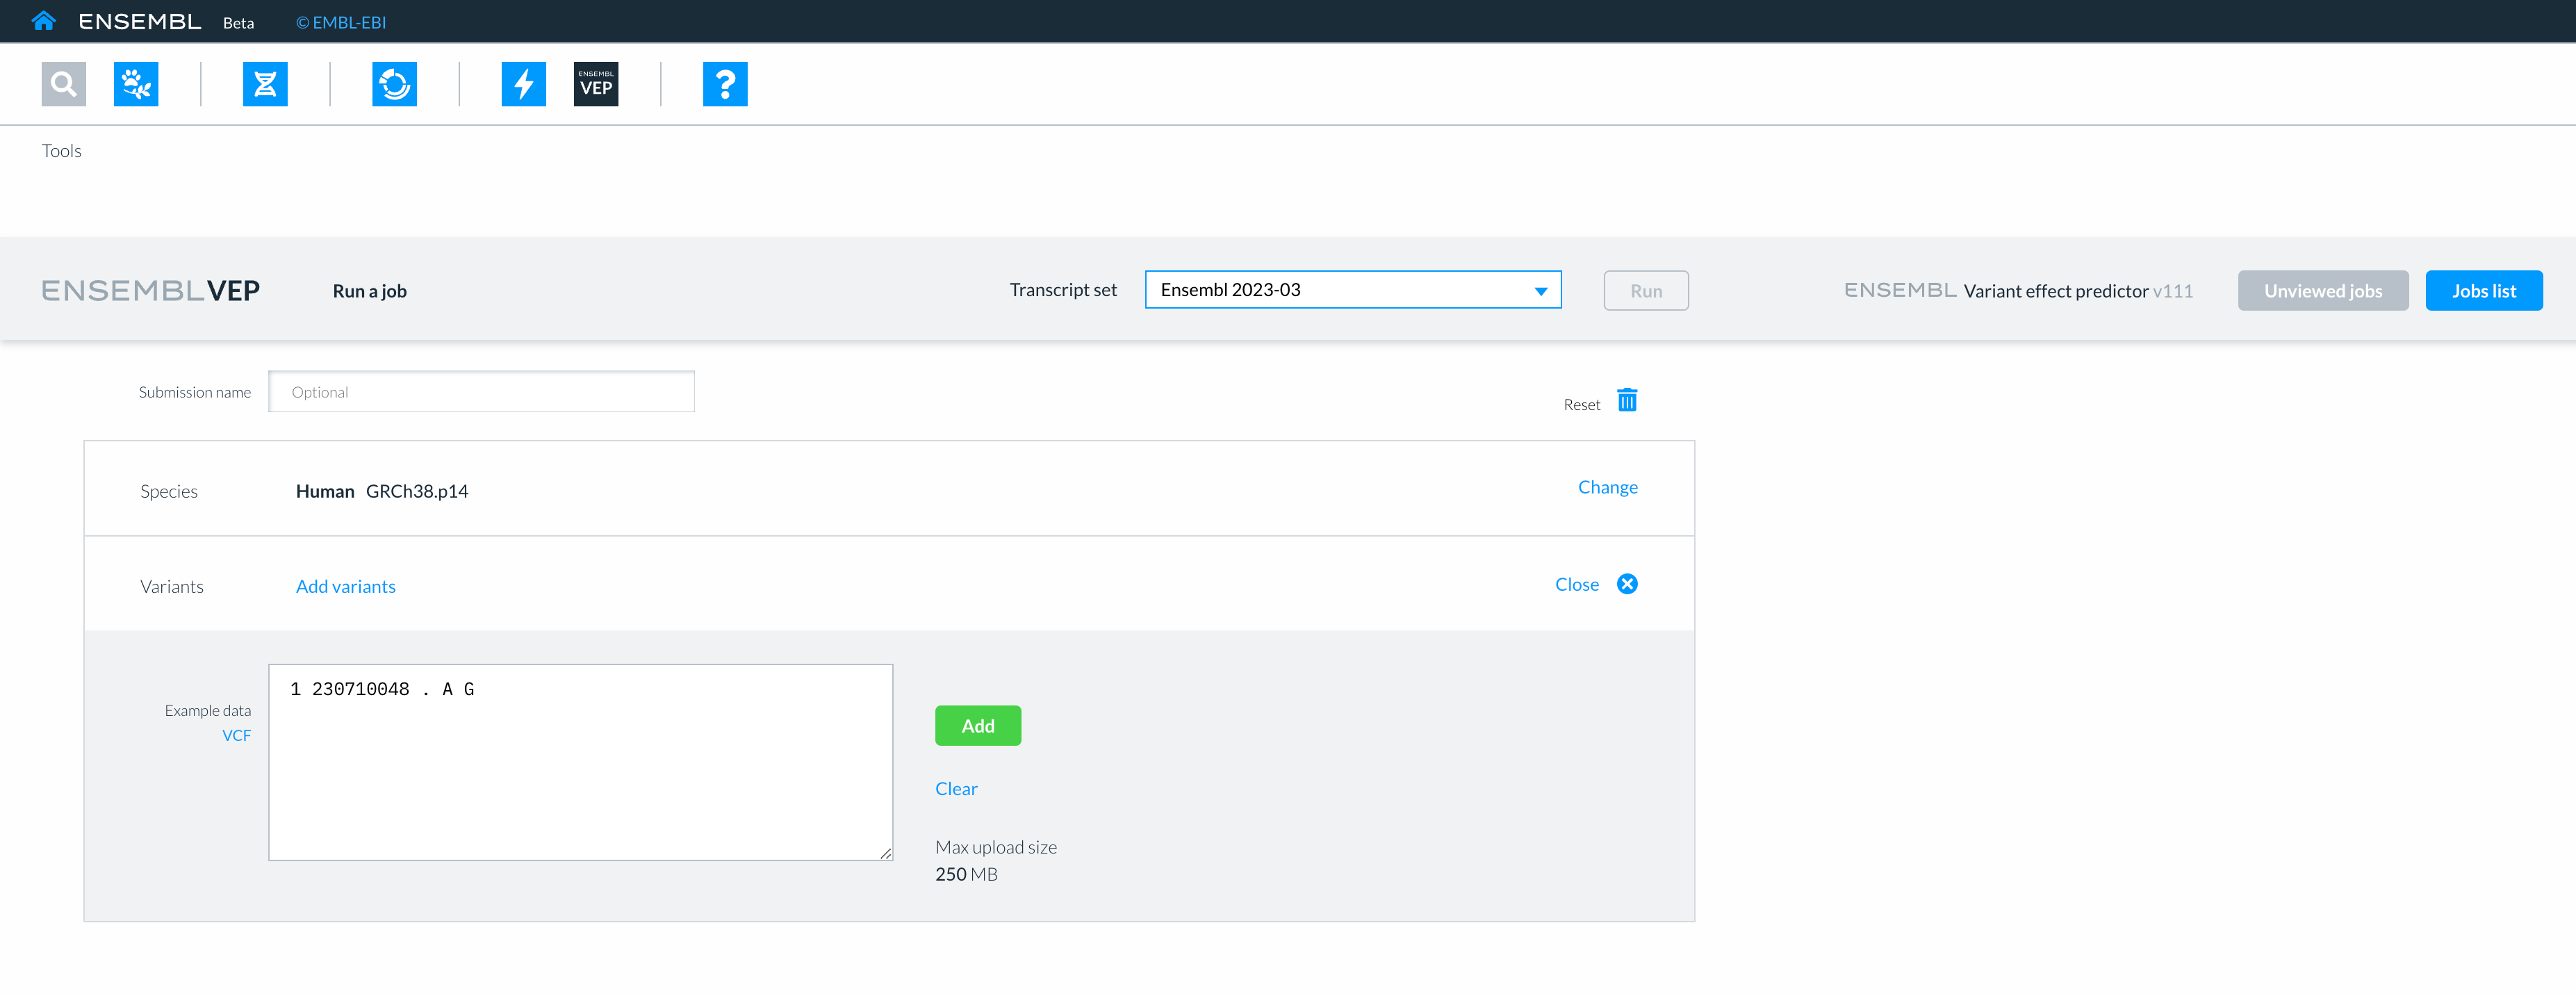 ENSEMBL Beta © EMBL-EBI
ENSEMBL
VEP
Tools
ENSEMBLVEP Run a job Transcript set Ensembl 2023-03 Run ENSEMBL Variant effect predictor v111 Unviewed jobs Jobs list
Submission name Optional Reset
Species Human GRCh38.p14 Change
Variants Add variants Close
1 230710048 . A G
Example data
VCF
Add
Clear
Max upload size
250 MB